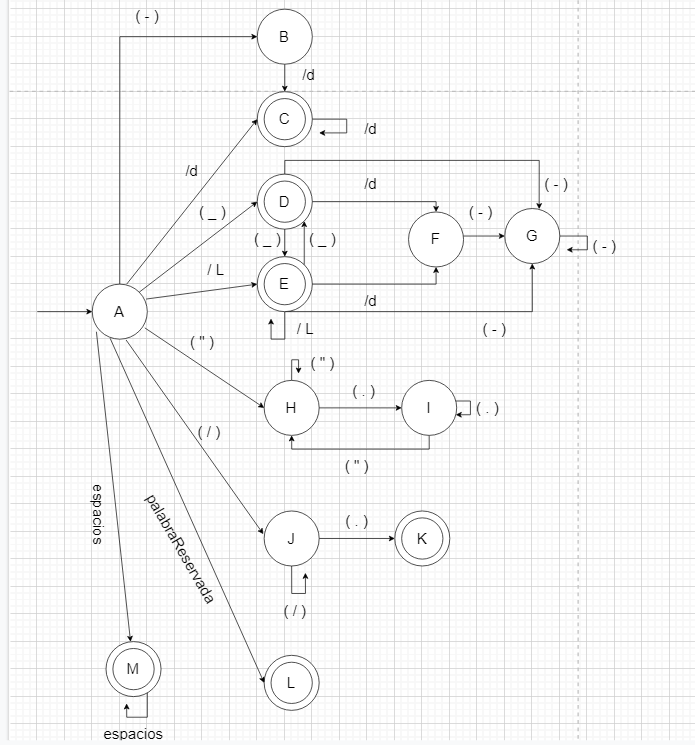 ( - )
B
/d
C
/d
/d
D
/d
( - )
( _ )
( _ )
( _ )
F
( - )
G
( - )
/ L
E
/d
A
/ L
( - )
( " )
( " )
H
( . )
I
( . )
( / )
( " )
espacios
palabraReservada
J
( . )
K
( / )
M
L
espacios